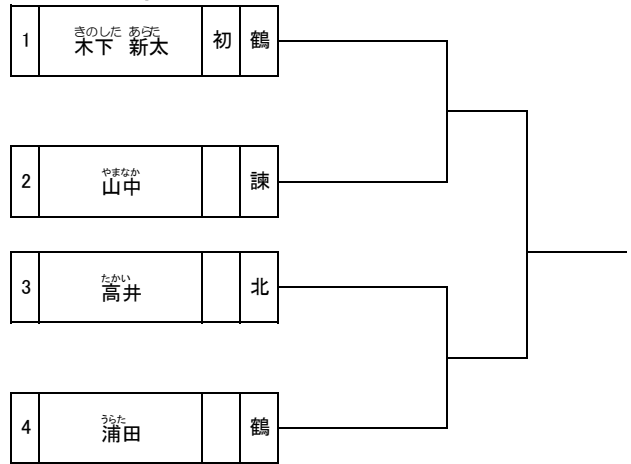 1 木下 新太 初 鶴
きのした あらた
2 山中 諫
やまなか
3 高井 北
たかい
4 浦田 鶴
うらた